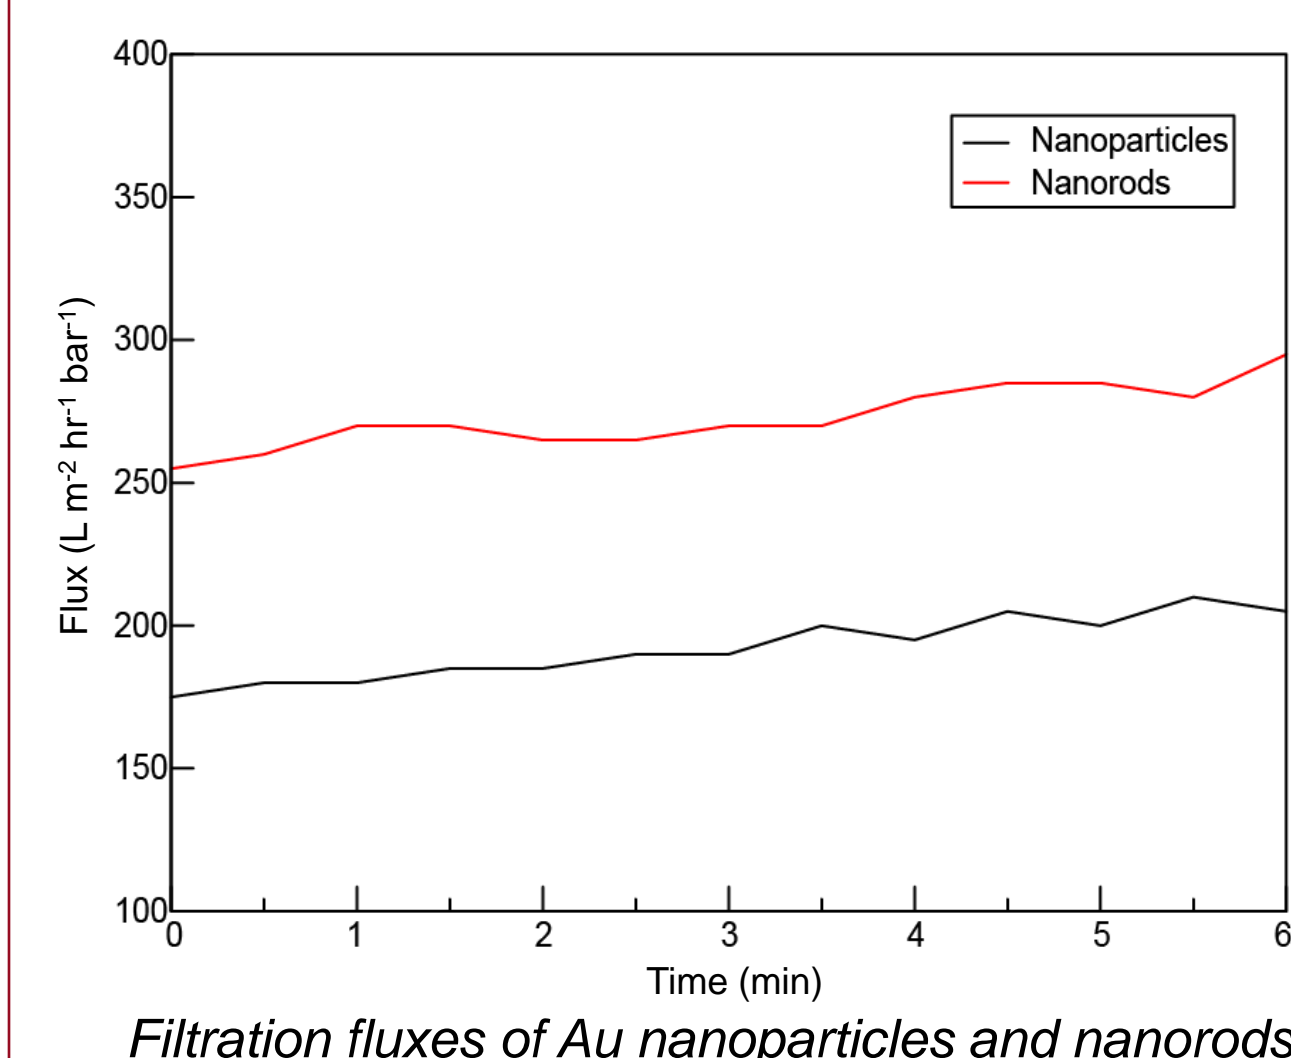 400
350
300
250
200
150
100
0 1 2 3 4 5 6
Flux (L m⁻² hr⁻¹ bar⁻¹)
Nanoparticles
Nanorods
Time (min)
Filtration fluxes of Au nanoparticles and nanorods